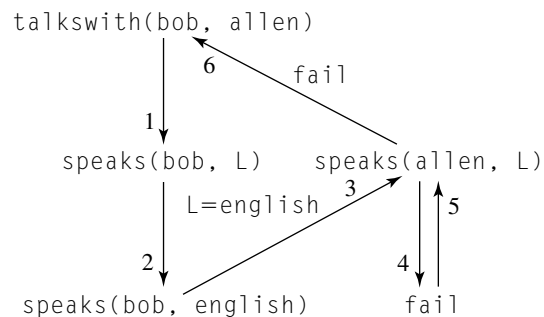 talkswith(bob, allen)
6
fail
1
speaks(bob, L)
speaks(allen, L)
3
L=english
5
2
4
speaks(bob, english)
fail